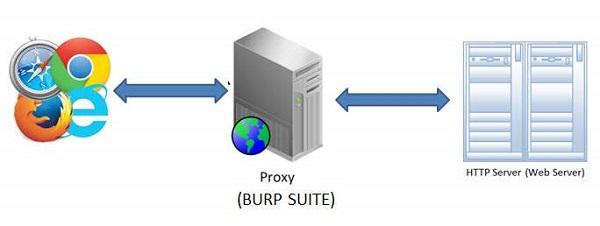 Proxy
(BURP SUITE)
HTTP Server (Web Server)